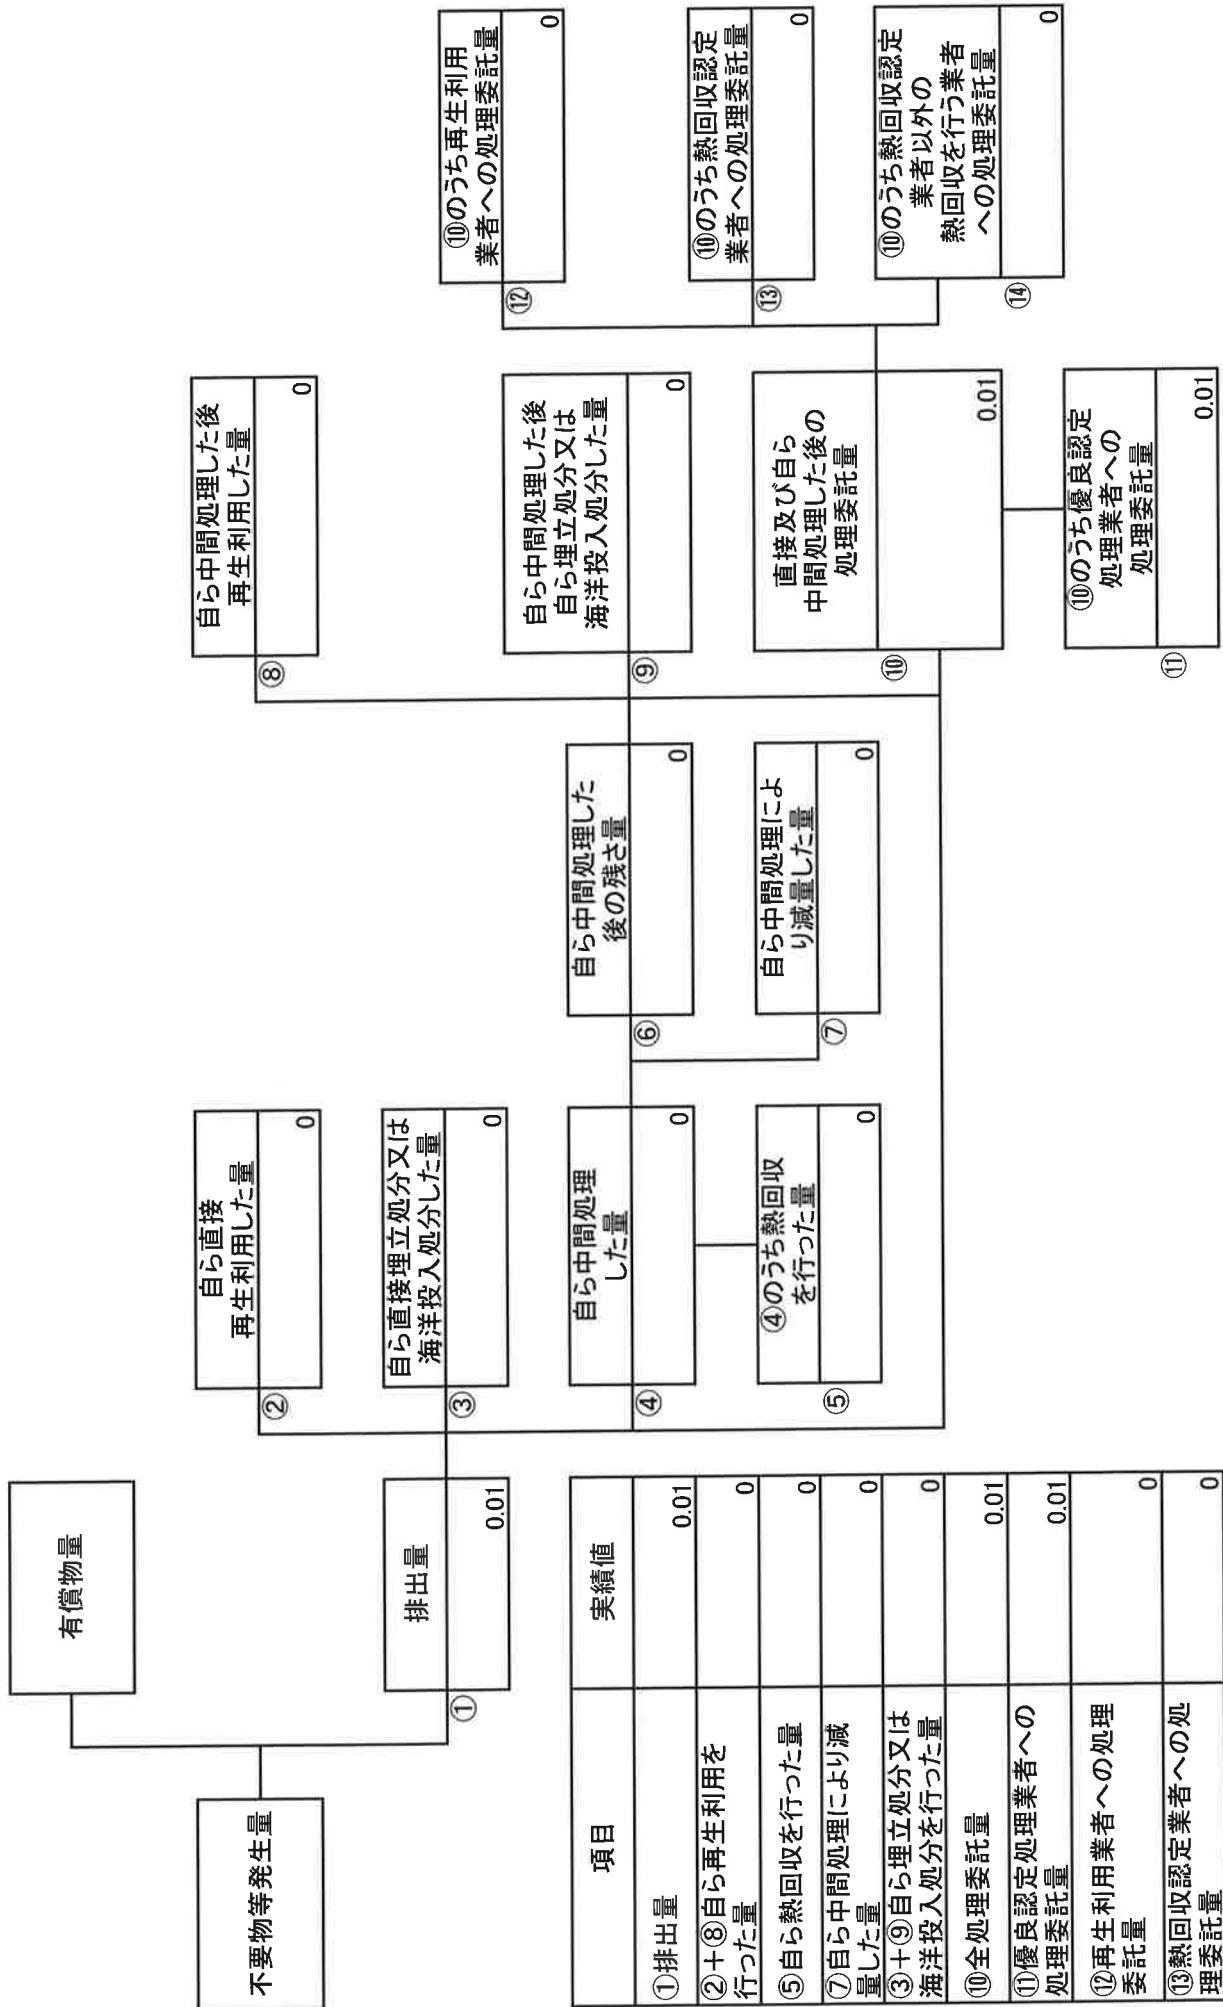 不要物等発生量
有償物量
排出量
①
0.01
自ら直接
再生利用した量
②
0
自ら直接埋立処分又は
海洋投入処分した量
③
0
自ら中間処理
した量
④
0
④のうち熱回収
を行った量
⑤
0
自ら中間処理した
後の残さ量
⑥
0
自ら中間処理によ
り減量した量
⑦
0
自ら中間処理した後
再生利用した量
⑧
0
自ら中間処理した後
自ら埋立処分又は
海洋投入処分した量
⑨
0
直接及び自ら
中間処理した後の
処理委託量
⑩
0.01
⑩のうち優良認定
処理業者への
処理委託量
⑪
0.01
⑩のうち再生利用
業者への処理委託量
⑫
0
⑩のうち熱回収認定
業者への処理委託量
⑬
0
⑩のうち熱回収認定
業者以外の
熱回収を行う業者
への処理委託量
⑭
0
項目 実績値
①排出量 0.01
②＋⑧自ら再生利用を
行った量 0
⑤自ら熱回収を行った量 0
⑦自ら中間処理により減
量した量 0
③＋⑨自ら埋立処分又は
海洋投入処分を行った量 0
⑩全処理委託量 0.01
⑪優良認定処理業者への
処理委託量 0.01
⑫再生利用業者への処理
委託量 0
⑬熱回収認定業者への処
理委託量 0